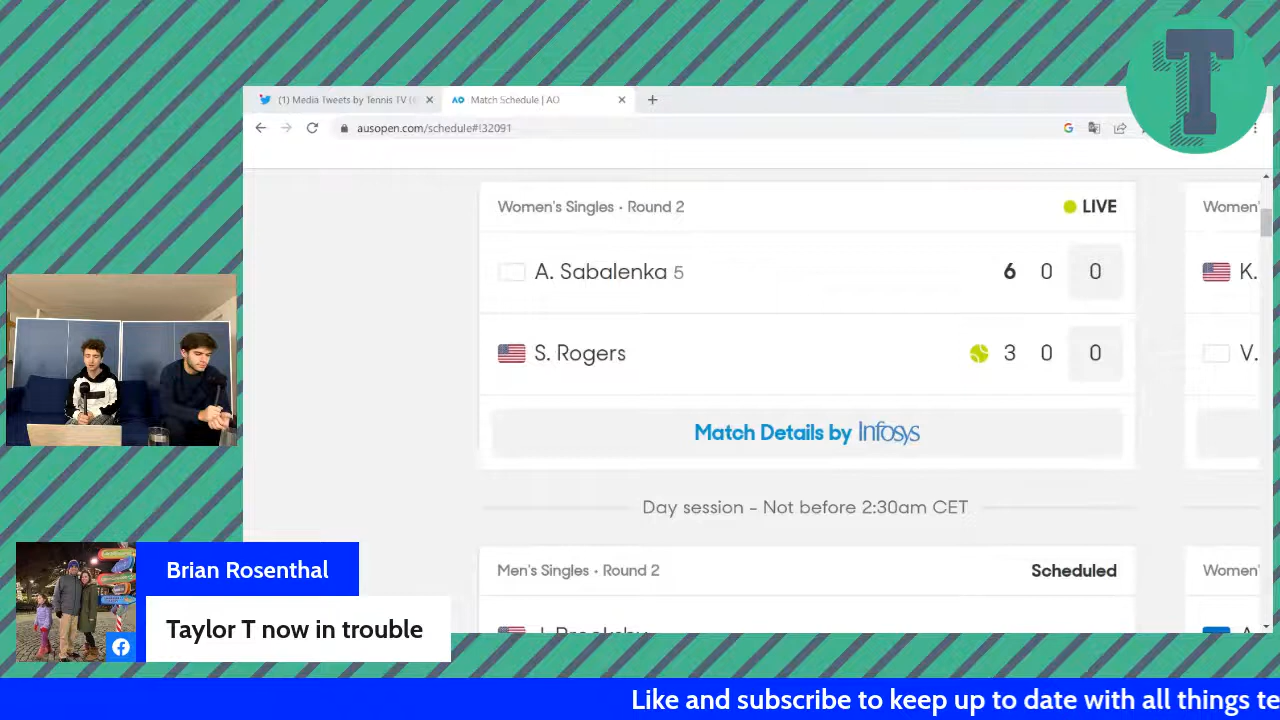 T
(1) Media Tweets by Tennis TV (
AO Match Schedule | AO
ausopen.com/schedule#!32091
Women's Singles • Round 2
LIVE
A. Sabalenka 5
6 0 0
S. Rogers
3 0 0
Match Details by Infosys
Women'
K.
V.
Day session - Not before 2:30am CET
Men's Singles • Round 2
Scheduled
J. Brooksby
Women'
A.
Brian Rosenthal
Taylor T now in trouble
Like and subscribe to keep up to date with all things te